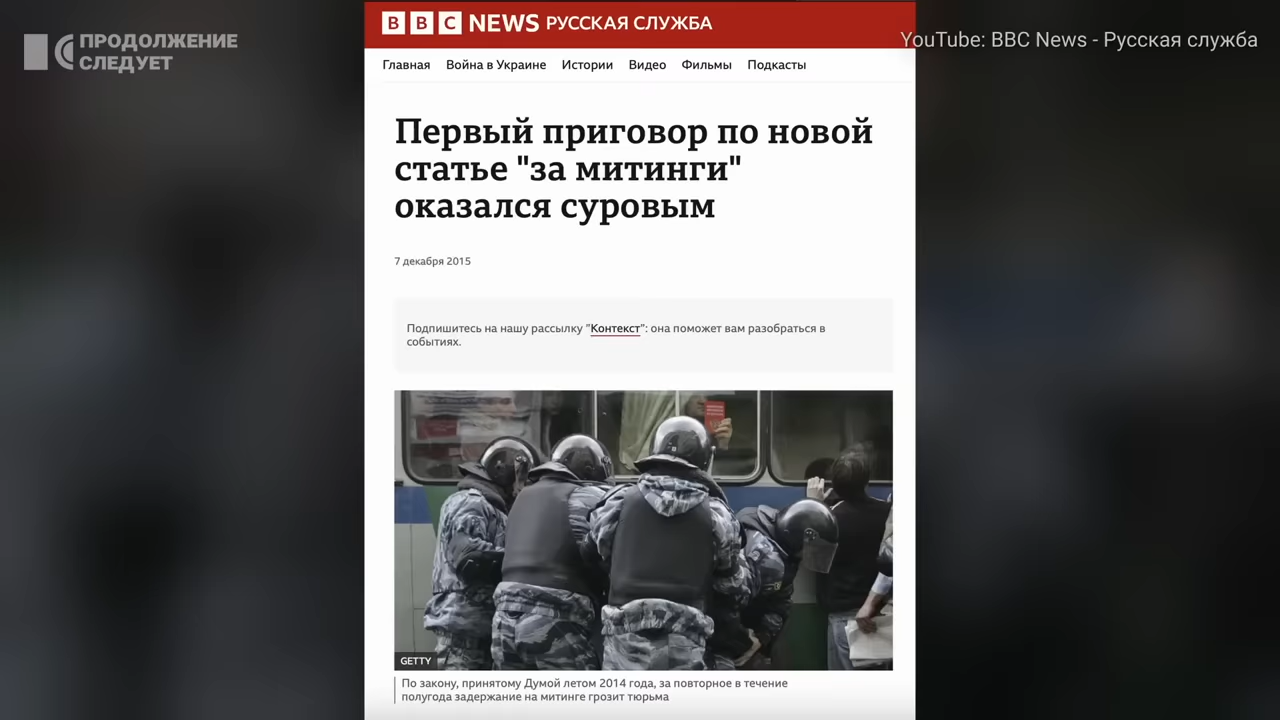 ПРОДОЛЖЕНИЕ
СЛЕДУЕТ
BBC NEWS РУССКАЯ СЛУЖБА
YouTube: BBC News - Русская служба
Главная Война в Украине Истории Видео Фильмы Подкасты
Первый приговор по новой
статье "за митинги"
оказался суровым
7 декабря 2015
Подпишитесь на нашу рассылку "Контекст": она поможет вам разобраться в
событиях.
GETTY
По закону, принятому Думой летом 2014 года, за повторное в течение
полугода задержание на митинге грозит тюрьма